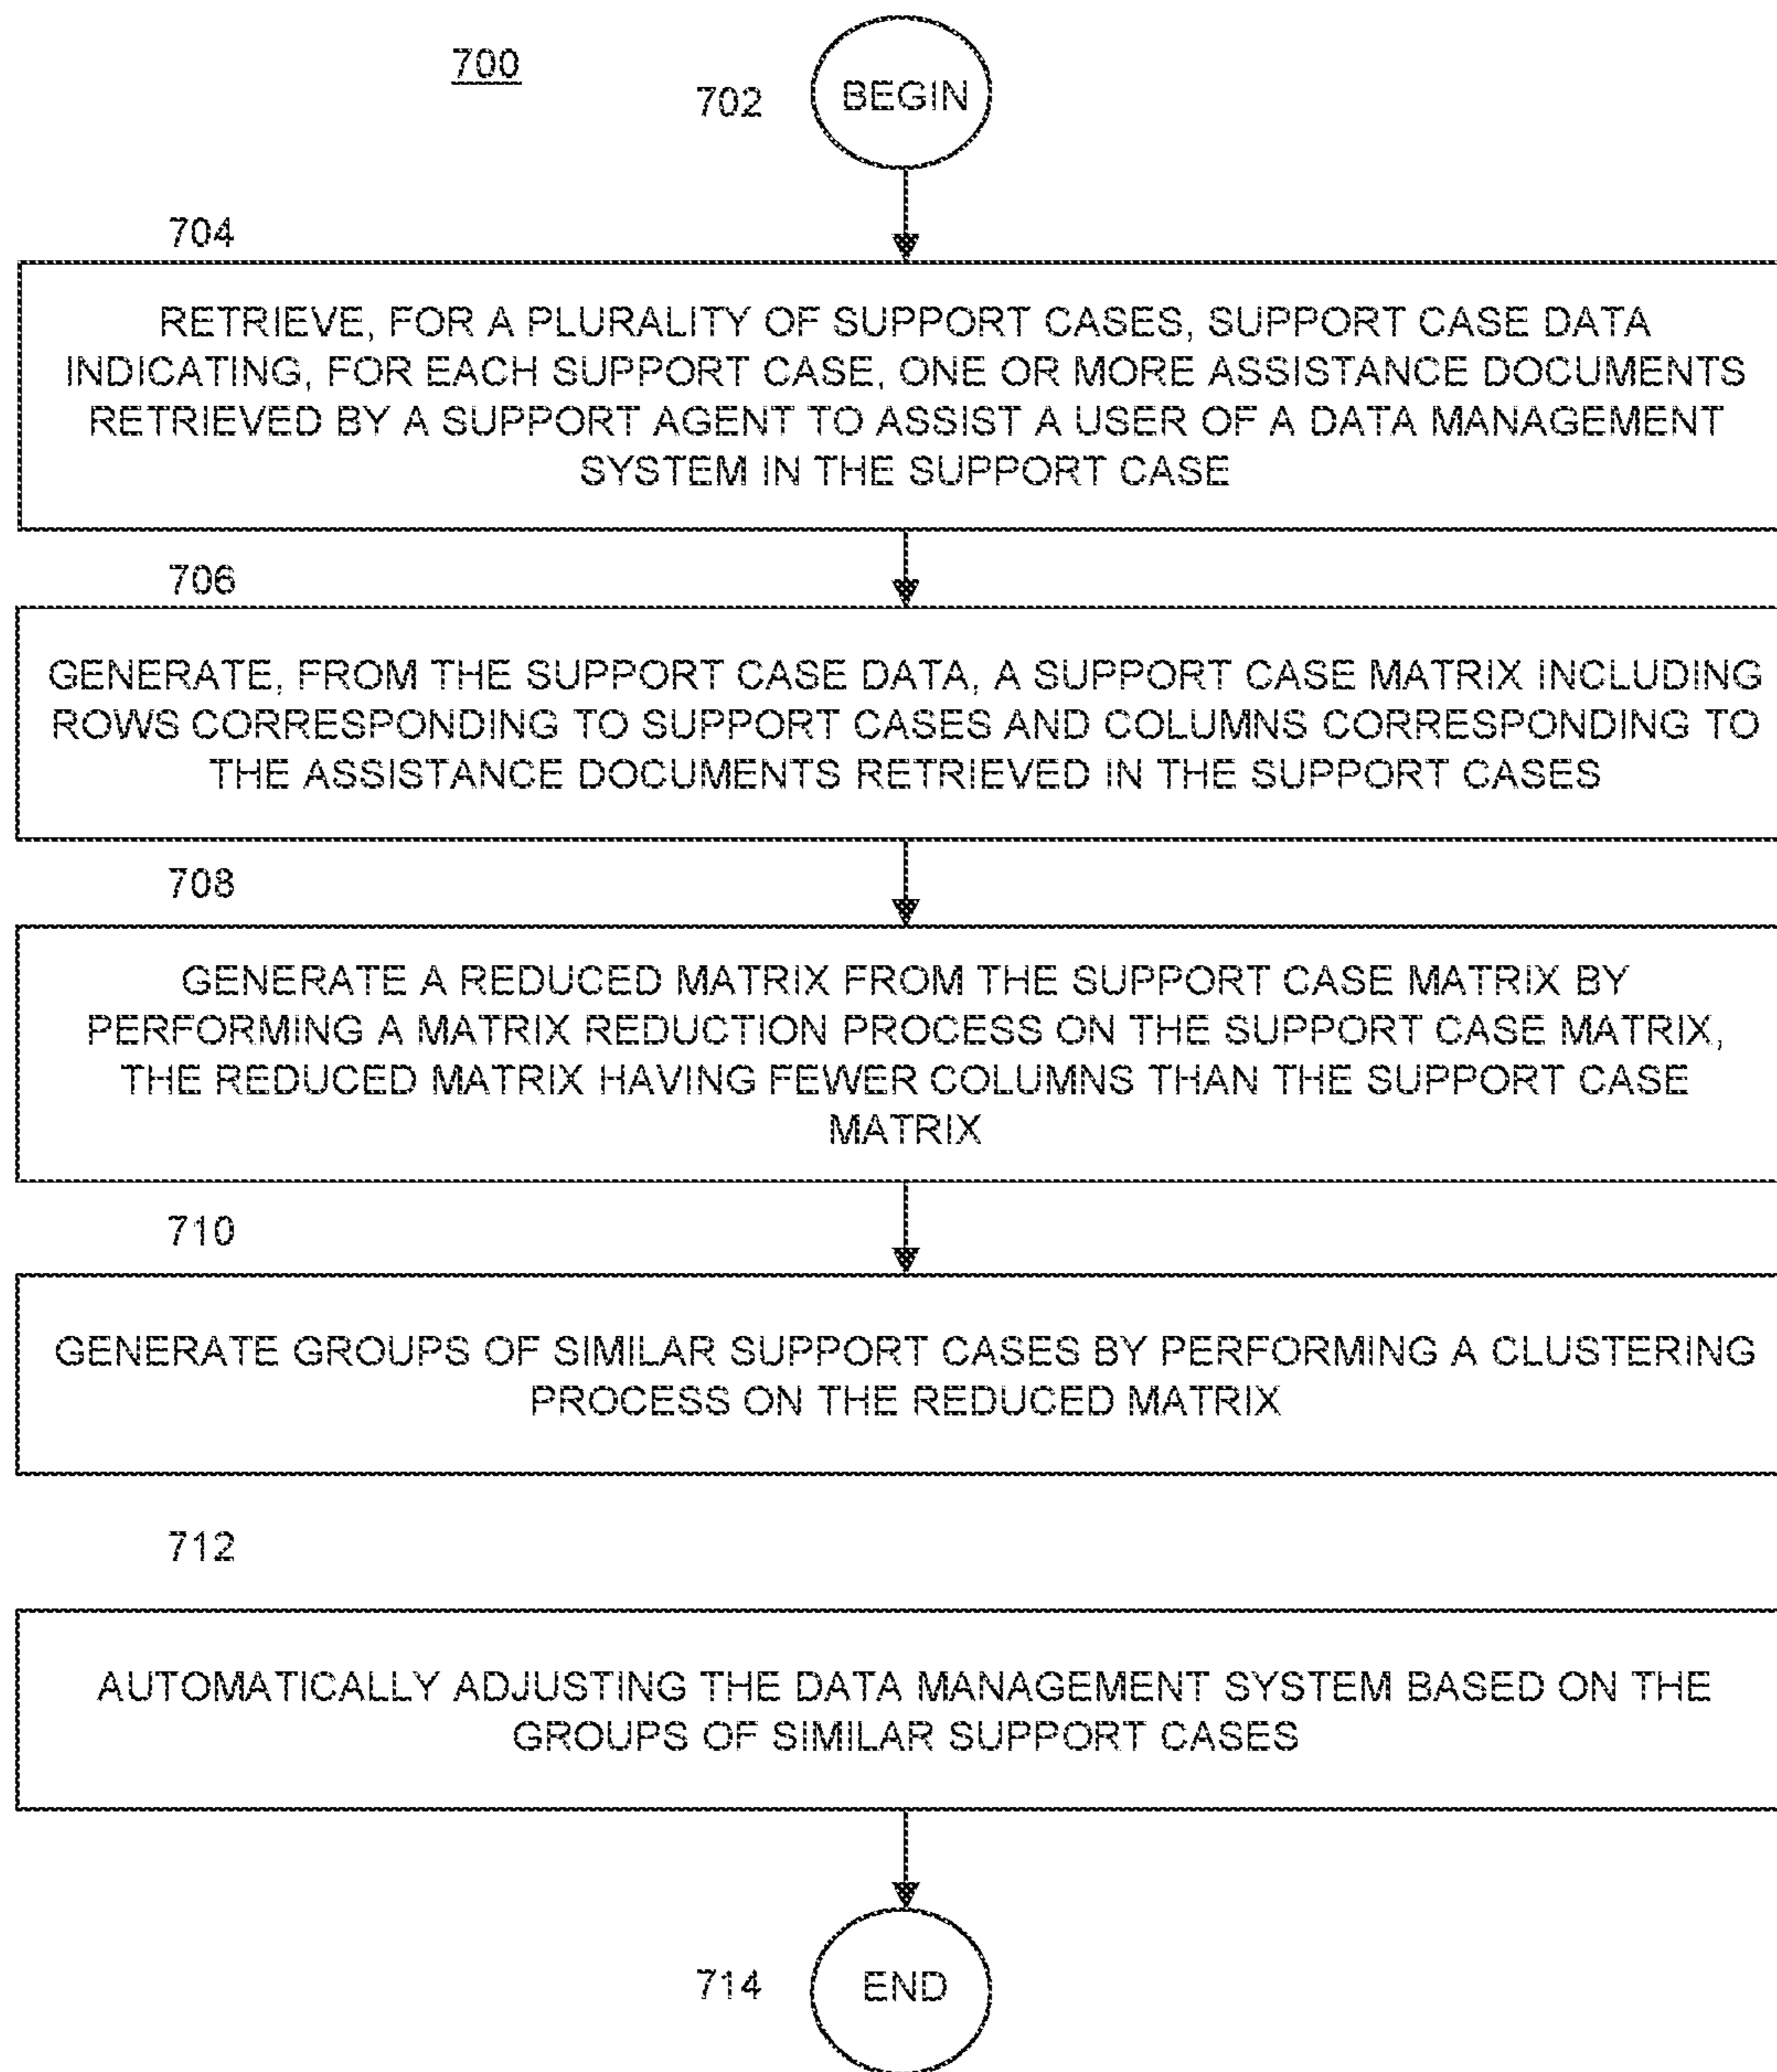 700
702
BEGIN
704
RETRIEVE, FOR A PLURALITY OF SUPPORT CASES, SUPPORT CASE DATA
INDICATING, FOR EACH SUPPORT CASE, ONE OR MORE ASSISTANCE DOCUMENTS
RETRIEVED BY A SUPPORT AGENT TO ASSIST A USER OF A DATA MANAGEMENT
SYSTEM IN THE SUPPORT CASE
706
GENERATE, FROM THE SUPPORT CASE DATA, A SUPPORT CASE MATRIX INCLUDING
ROWS CORRESPONDING TO SUPPORT CASES AND COLUMNS CORRESPONDING TO
THE ASSISTANCE DOCUMENTS RETRIEVED IN THE SUPPORT CASES
708
GENERATE A REDUCED MATRIX FROM THE SUPPORT CASE MATRIX BY
PERFORMING A MATRIX REDUCTION PROCESS ON THE SUPPORT CASE MATRIX,
THE REDUCED MATRIX HAVING FEWER COLUMNS THAN THE SUPPORT CASE
MATRIX
710
GENERATE GROUPS OF SIMILAR SUPPORT CASES BY PERFORMING A CLUSTERING
PROCESS ON THE REDUCED MATRIX
712
AUTOMATICALLY ADJUSTING THE DATA MANAGEMENT SYSTEM BASED ON THE
GROUPS OF SIMILAR SUPPORT CASES
714
END